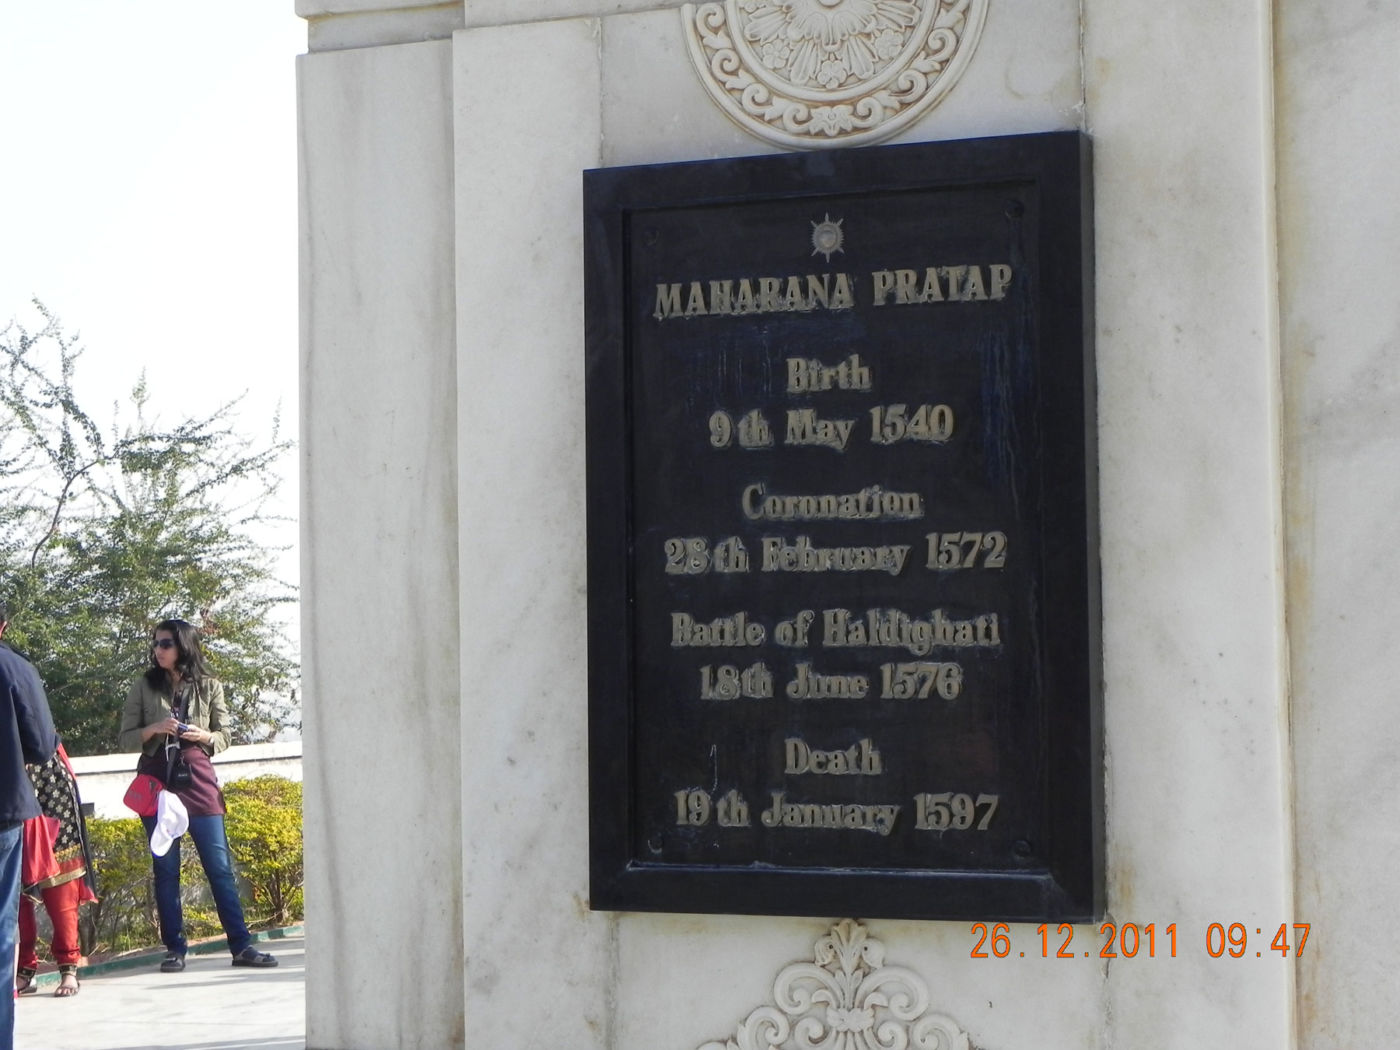 MAHARANA PRATAP
Birth
9th May 1540
Coronation
28th February 1572
Battle of Haldighati
18th June 1576
Death
19th January 1597
26.12.2011 09:47